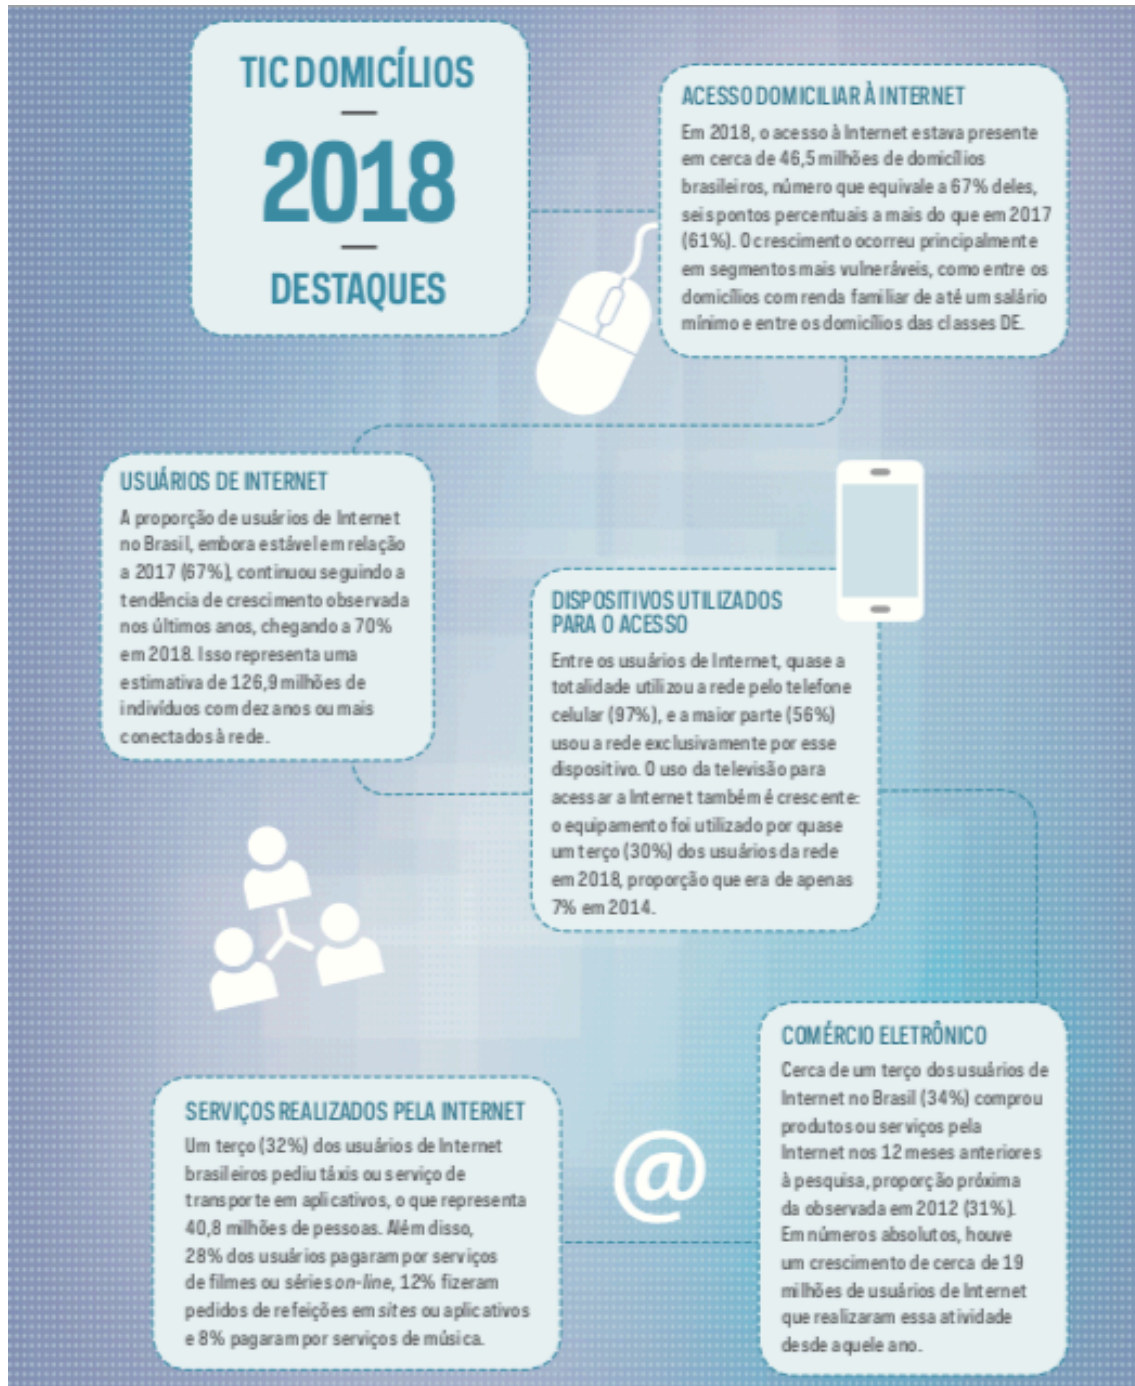 TIC DOMICÍLIOS
2018
DESTAQUES
ACESSO DOMICILIAR À INTERNET
Em 2018, o acesso à Internet estava presente
em cerca de 46,5 milhões de domicílios
brasileiros, número que equivale a 67% deles,
seis pontos percentuais a mais do que em 2017
(61%). O crescimento ocorreu principalmente
em segmentos mais vulneráveis, como entre os
domicílios com renda familiar de até um salário
mínimo e entre os domicílios das classes DE.
USUÁRIOS DE INTERNET
A proporção de usuários de Internet
no Brasil, embora estável em relação
a 2017 (67%), continuou seguindo a
tendência de crescimento observada
nos últimos anos, chegando a 70%
em 2018. Isso representa uma
estimativa de 126,9 milhões de
indivíduos com dez anos ou mais
conectados à rede.
DISPOSITIVOS UTILIZADOS
PARA O ACESSO
Entre os usuários de Internet, quase a
totalidade utilizou a rede pelo telefone
celular (97%), e a maior parte (56%)
usou a rede exclusivamente por esse
dispositivo. O uso da televisão para
acessar a Internet também é crescente:
o equipamento foi utilizado por quase
um terço (30%) dos usuários da rede
em 2018, proporção que era de apenas
7% em 2014.
COMÉRCIO ELETRÔNICO
Cerca de um terço dos usuários de
Internet no Brasil (34%) comprou
produtos ou serviços pela
Internet nos 12 meses anteriores
à pesquisa, proporção próxima
da observada em 2012 (31%).
Em números absolutos, houve
um crescimento de cerca de 19
milhões de usuários de Internet
que realizaram essa atividade
desde aquele ano.
@
SERVIÇOS REALIZADOS PELA INTERNET
Um terço (32%) dos usuários de Internet
brasileiros pediu táxis ou serviço de
transporte em aplicativos, o que representa
40,8 milhões de pessoas. Além disso,
28% dos usuários pagaram por serviços
de filmes ou séries on-line, 12% fizeram
pedidos de refeições em sites ou aplicativos
e 8% pagaram por serviços de música.